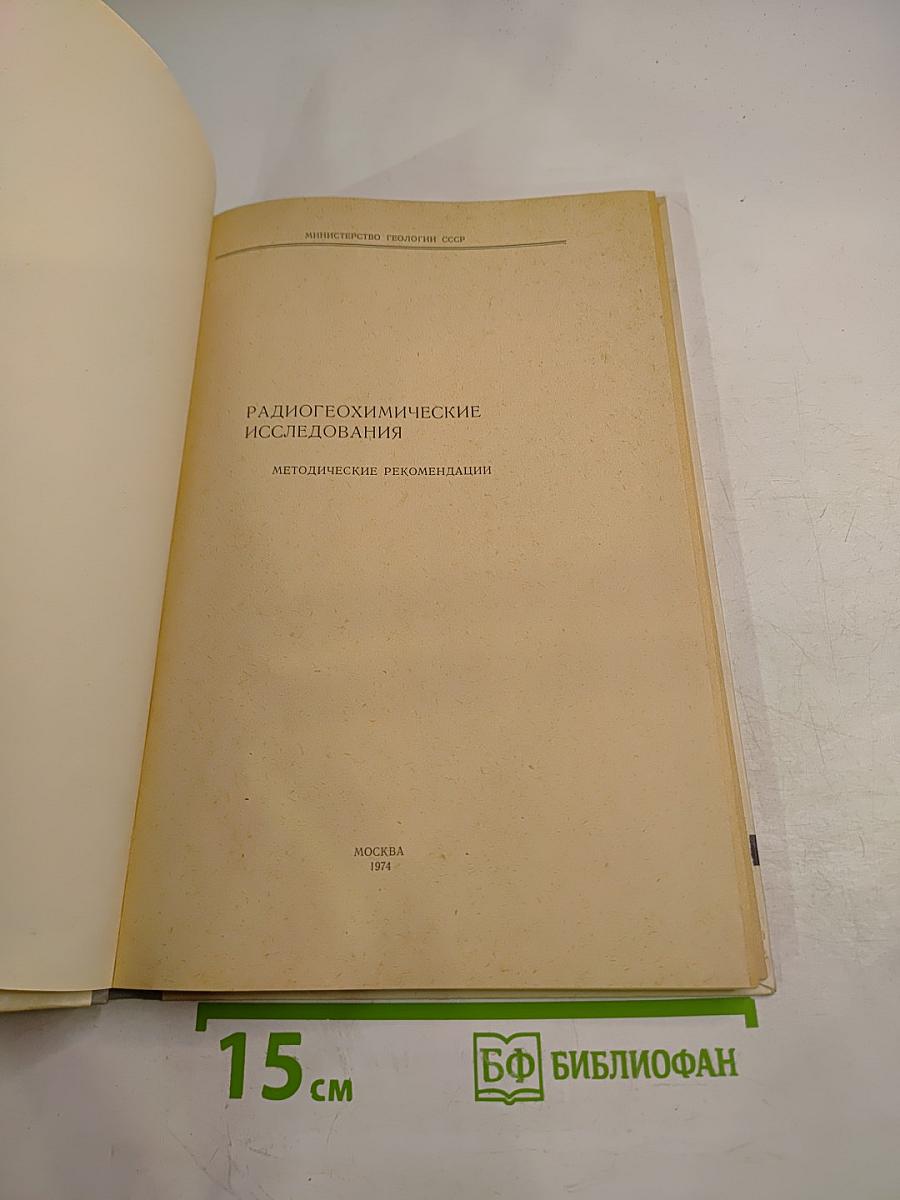 МИНИСТЕРСТВО ГЕОЛОГИИ СССР
РАДИОГЕОХИМИЧЕСКИЕ
ИССЛЕДОВАНИЯ
МЕТОДИЧЕСКИЕ РЕКОМЕНДАЦИИ
МОСКВА
1974
15 см
БФ БИБЛИОФАН